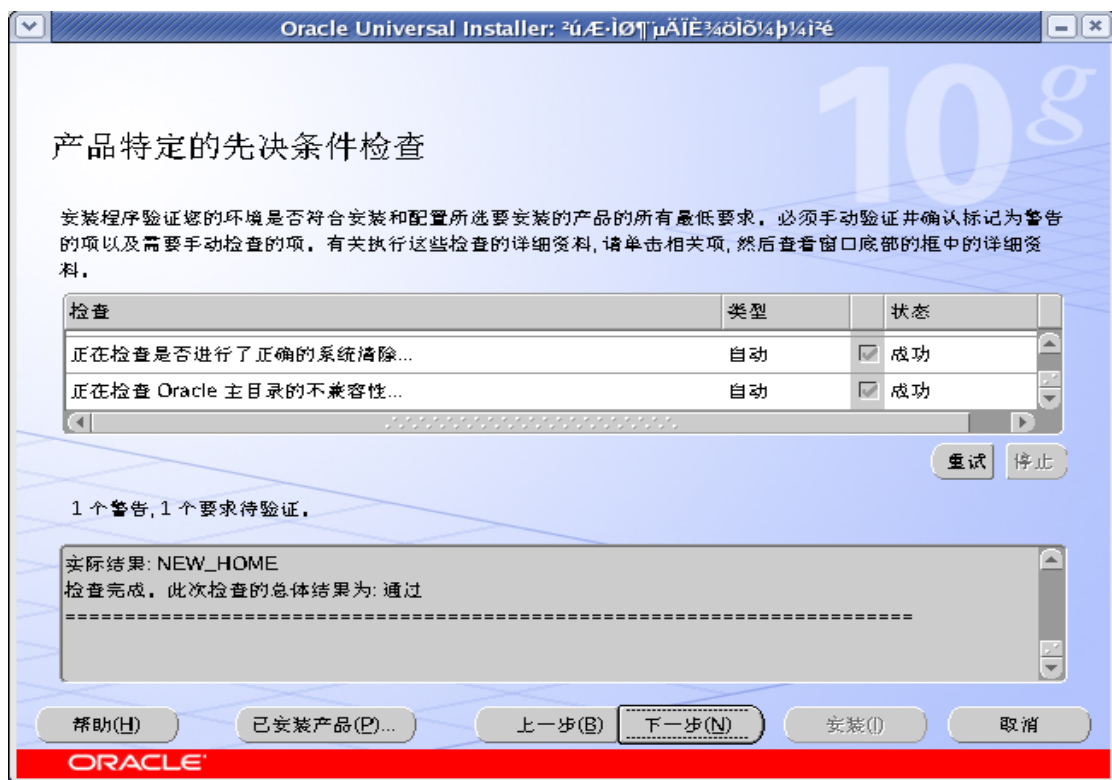 Oracle Universal Installer: ²úÆ·ÌØ¶¨µÄÏÈ¾öÌõ¼þ¼ì²é
10g
产品特定的先决条件检查
安装程序验证您的环境是否符合安装和配置所选要安装的产品的所有最低要求。必须手动验证并确认标记为警告
的项以及需要手动检查的项。有关执行这些检查的详细资料,请单击相关项,然后查看窗口底部的框中的详细资
料。
检查 类型 状态
正在检查是否进行了正确的系统清除... 自动 成功
正在检查 Oracle 主目录的不兼容性... 自动 成功
重试 停止
1 个警告,1 个要求待验证。
实际结果: NEW_HOME
检查完成。此次检查的总体结果为: 通过
========================================================================
帮助(H) 已安装产品(P)... 上一步(B) 下一步(N) 安装(I) 取消
ORACLE